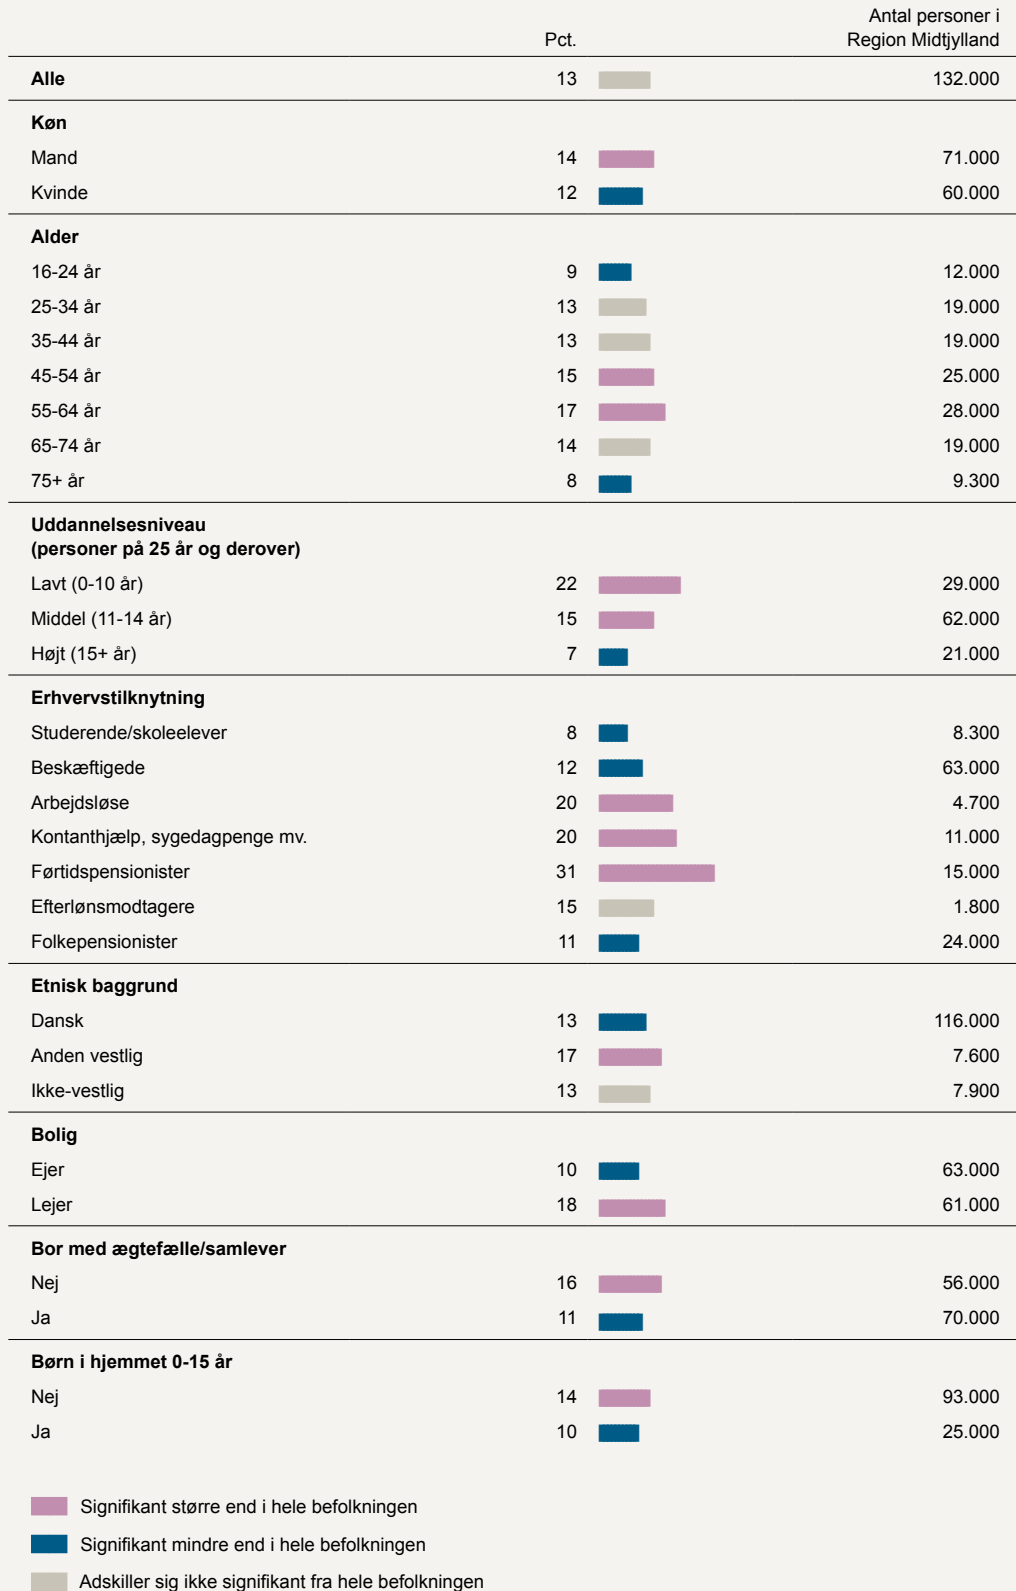 Antal personer i
Pct. Region Midtjylland
Alle 13 132.000
Køn
Mand 14 71.000
Kvinde 12 60.000
Alder
16-24 år 9 12.000
25-34 år 13 19.000
35-44 år 13 19.000
45-54 år 15 25.000
55-64 år 17 28.000
65-74 år 14 19.000
75+ år 8 9.300
Uddannelsesniveau
(personer på 25 år og derover)
Lavt (0-10 år) 22 29.000
Middel (11-14 år) 15 62.000
Højt (15+ år) 7 21.000
Erhvervstilknytning
Studerende/skoleelever 8 8.300
Beskæftigede 12 63.000
Arbejdsløse 20 4.700
Kontanthjælp, sygedagpenge mv. 20 11.000
Førtidspensionister 31 15.000
Efterlønsmodtagere 15 1.800
Folkepensionister 11 24.000
Etnisk baggrund
Dansk 13 116.000
Anden vestlig 17 7.600
Ikke-vestlig 13 7.900
Bolig
Ejer 10 63.000
Lejer 18 61.000
Bor med ægtefælle/samlever
Nej 16 56.000
Ja 11 70.000
Børn i hjemmet 0-15 år
Nej 14 93.000
Ja 10 25.000
Signifikant større end i hele befolkningen
Signifikant mindre end i hele befolkningen
Adskiller sig ikke signifikant fra hele befolkningen